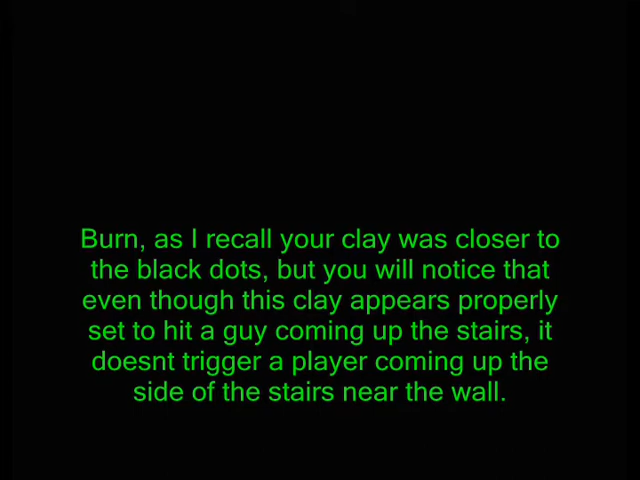 Burn, as I recall your clay was closer to
the black dots, but you will notice that
even though this clay appears properly
set to hit a guy coming up the stairs, it
doesnt trigger a player coming up the
side of the stairs near the wall.